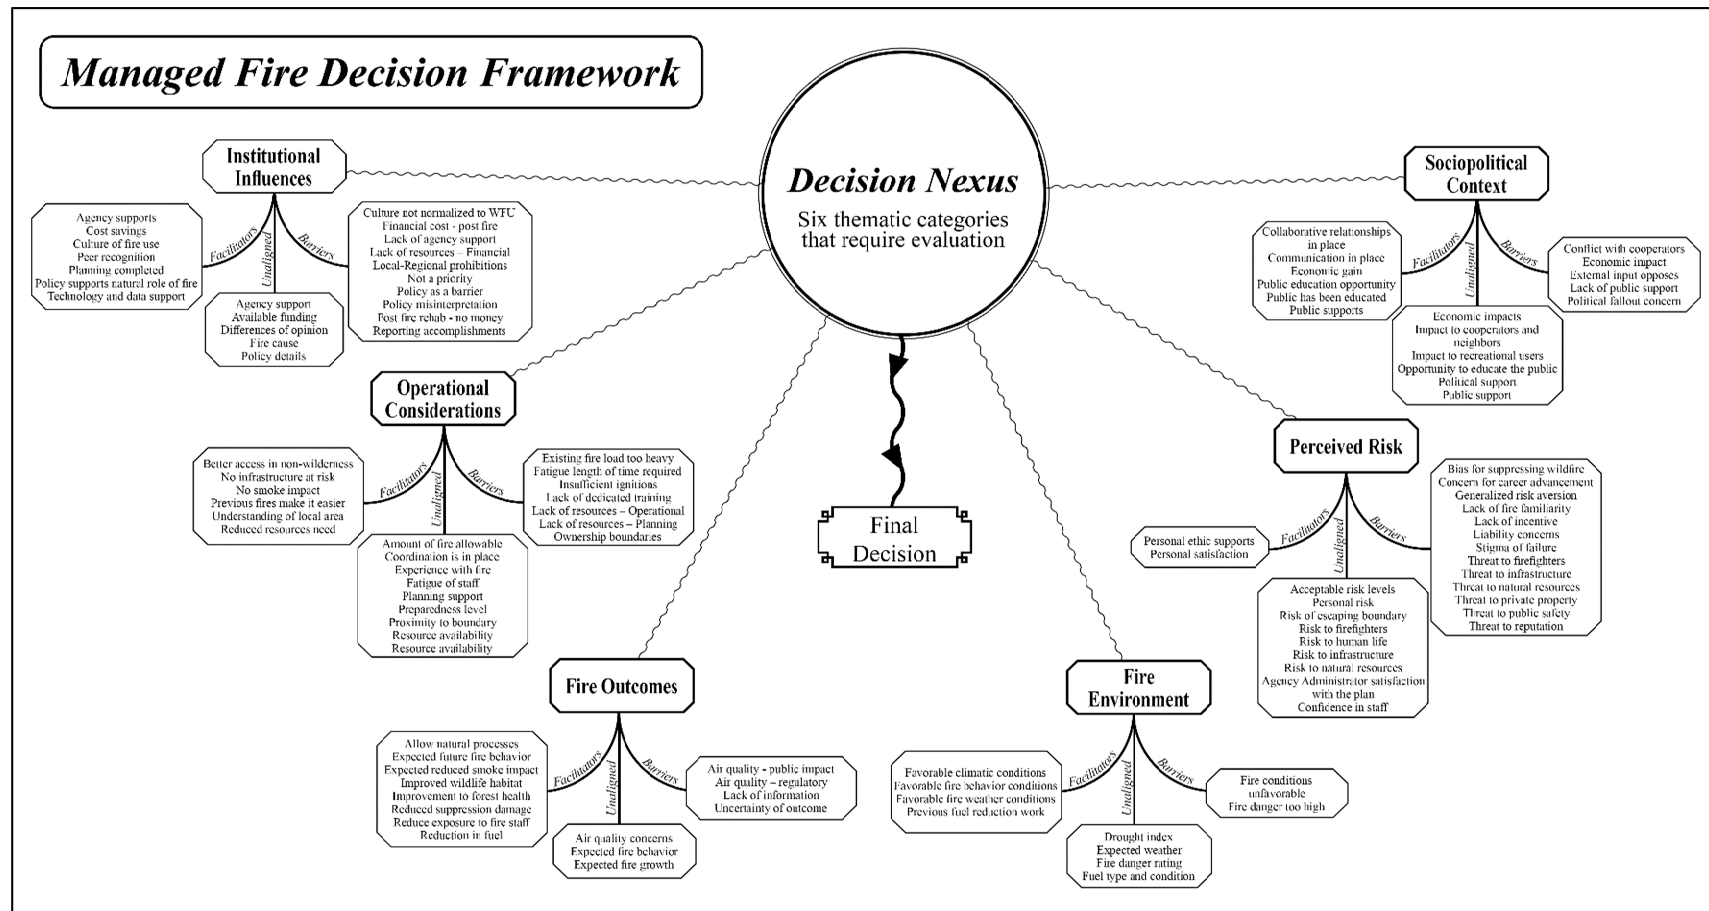 Managed Fire Decision Framework
Decision Nexus
Six thematic categories
that require evaluation
Final
Decision
Institutional
Influences
Facilitators
Unaligned
Barriers
Agency supports
Cost savings
Culture of fire use
Peer recognition
Planning completed
Policy supports natural role of fire
Technology and data support
Agency support
Available funding
Differences of opinion
Fire cause
Policy details
Culture not normalized to WFU
Financial cost - post fire
Lack of agency support
Lack of resources – Financial
Local-Regional prohibitions
Not a priority
Policy as a barrier
Policy misinterpretation
Post fire rehab - no money
Reporting accomplishments
Operational
Considerations
Facilitators
Unaligned
Barriers
Better access in non-wilderness
No infrastructure at risk
No smoke impact
Previous fires make it easier
Understanding of local area
Reduced resources need
Amount of fire allowable
Coordination is in place
Experience with fire
Fatigue of staff
Planning support
Preparedness level
Proximity to boundary
Resource availability
Resource availability
Existing fire load too heavy
Fatigue length of time required
Insufficient ignitions
Lack of dedicated training
Lack of resources – Operational
Lack of resources – Planning
Ownership boundaries
Fire Outcomes
Facilitators
Unaligned
Barriers
Allow natural processes
Expected future fire behavior
Expected reduced smoke impact
Improved wildlife habitat
Improvement to forest health
Reduced suppression damage
Reduce exposure to fire staff
Reduction in fuel
Air quality concerns
Expected fire behavior
Expected fire growth
Air quality - public impact
Air quality – regulatory
Lack of information
Uncertainty of outcome
Fire
Environment
Facilitators
Unaligned
Barriers
Favorable climatic conditions
Favorable fire behavior conditions
Favorable fire weather conditions
Previous fuel reduction work
Drought index
Expected weather
Fire danger rating
Fuel type and condition
Fire conditions
unfavorable
Fire danger too high
Perceived Risk
Facilitators
Unaligned
Barriers
Personal ethic supports
Personal satisfaction
Acceptable risk levels
Personal risk
Risk of escaping boundary
Risk to firefighters
Risk to human life
Risk to infrastructure
Risk to natural resources
Agency Administrator satisfaction
with the plan
Confidence in staff
Bias for suppressing wildfire
Concern for career advancement
Generalized risk aversion
Lack of fire familiarity
Lack of incentive
Liability concerns
Stigma of failure
Threat to firefighters
Threat to infrastructure
Threat to natural resources
Threat to private property
Threat to public safety
Threat to reputation
Sociopolitical
Context
Facilitators
Unaligned
Barriers
Collaborative relationships
in place
Communication in place
Economic gain
Public education opportunity
Public has been educated
Public supports
Economic impacts
Impact to cooperators and
neighbors
Impact to recreational users
Opportunity to educate the public
Political support
Public support
Conflict with cooperators
Economic impact
External input opposes
Lack of public support
Political fallout concern